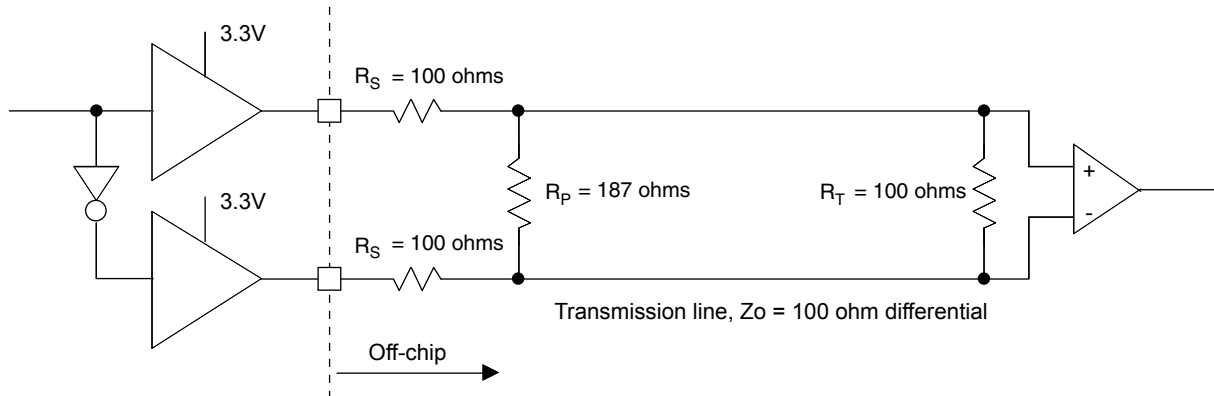 3.3V
R_S = 100 ohms
R_P = 187 ohms
R_T = 100 ohms
+
-
3.3V
R_S = 100 ohms
Transmission line, Zo = 100 ohm differential
Off-chip